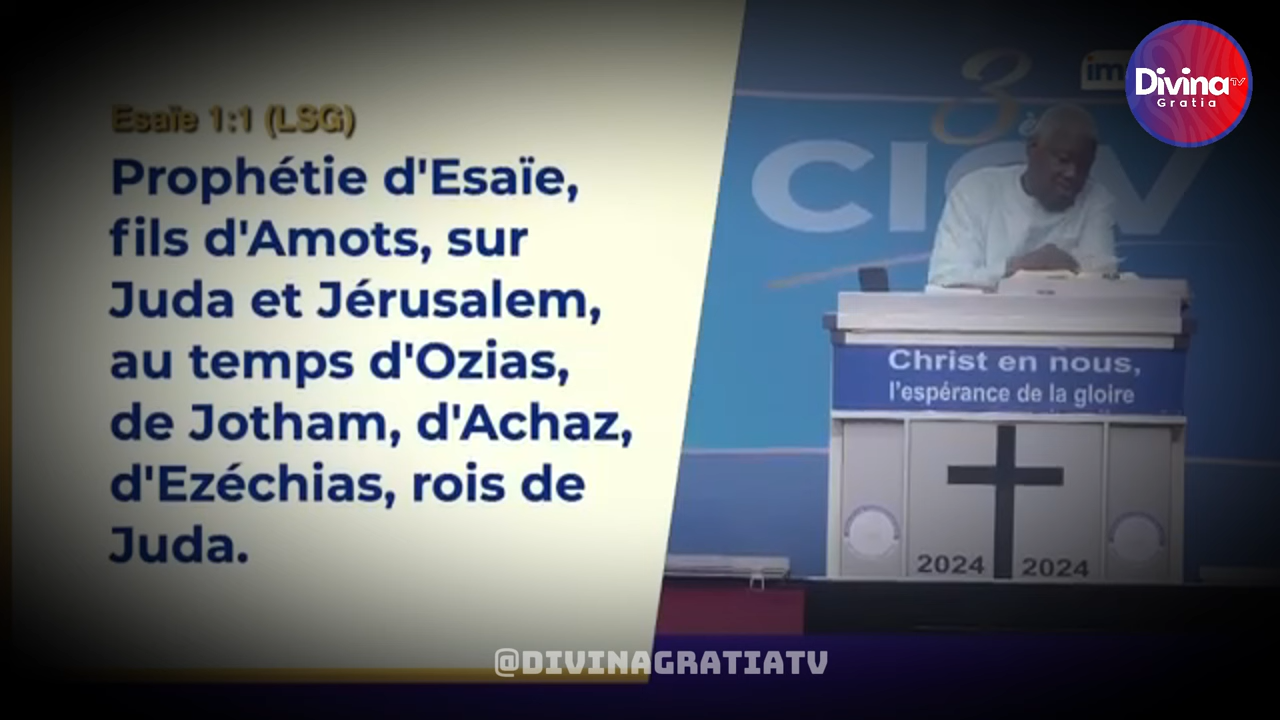 Esaïe 1:1 (LSG)
Prophétie d'Esaïe,
fils d'Amots, sur
Juda et Jérusalem,
au temps d'Ozias,
de Jotham, d'Achaz,
d'Ezéchias, rois de
Juda.
3
Divina TV
Gratia
Christ en nous,
l'espérance de la gloire
2024 2024
@DIVINAGRATIATV